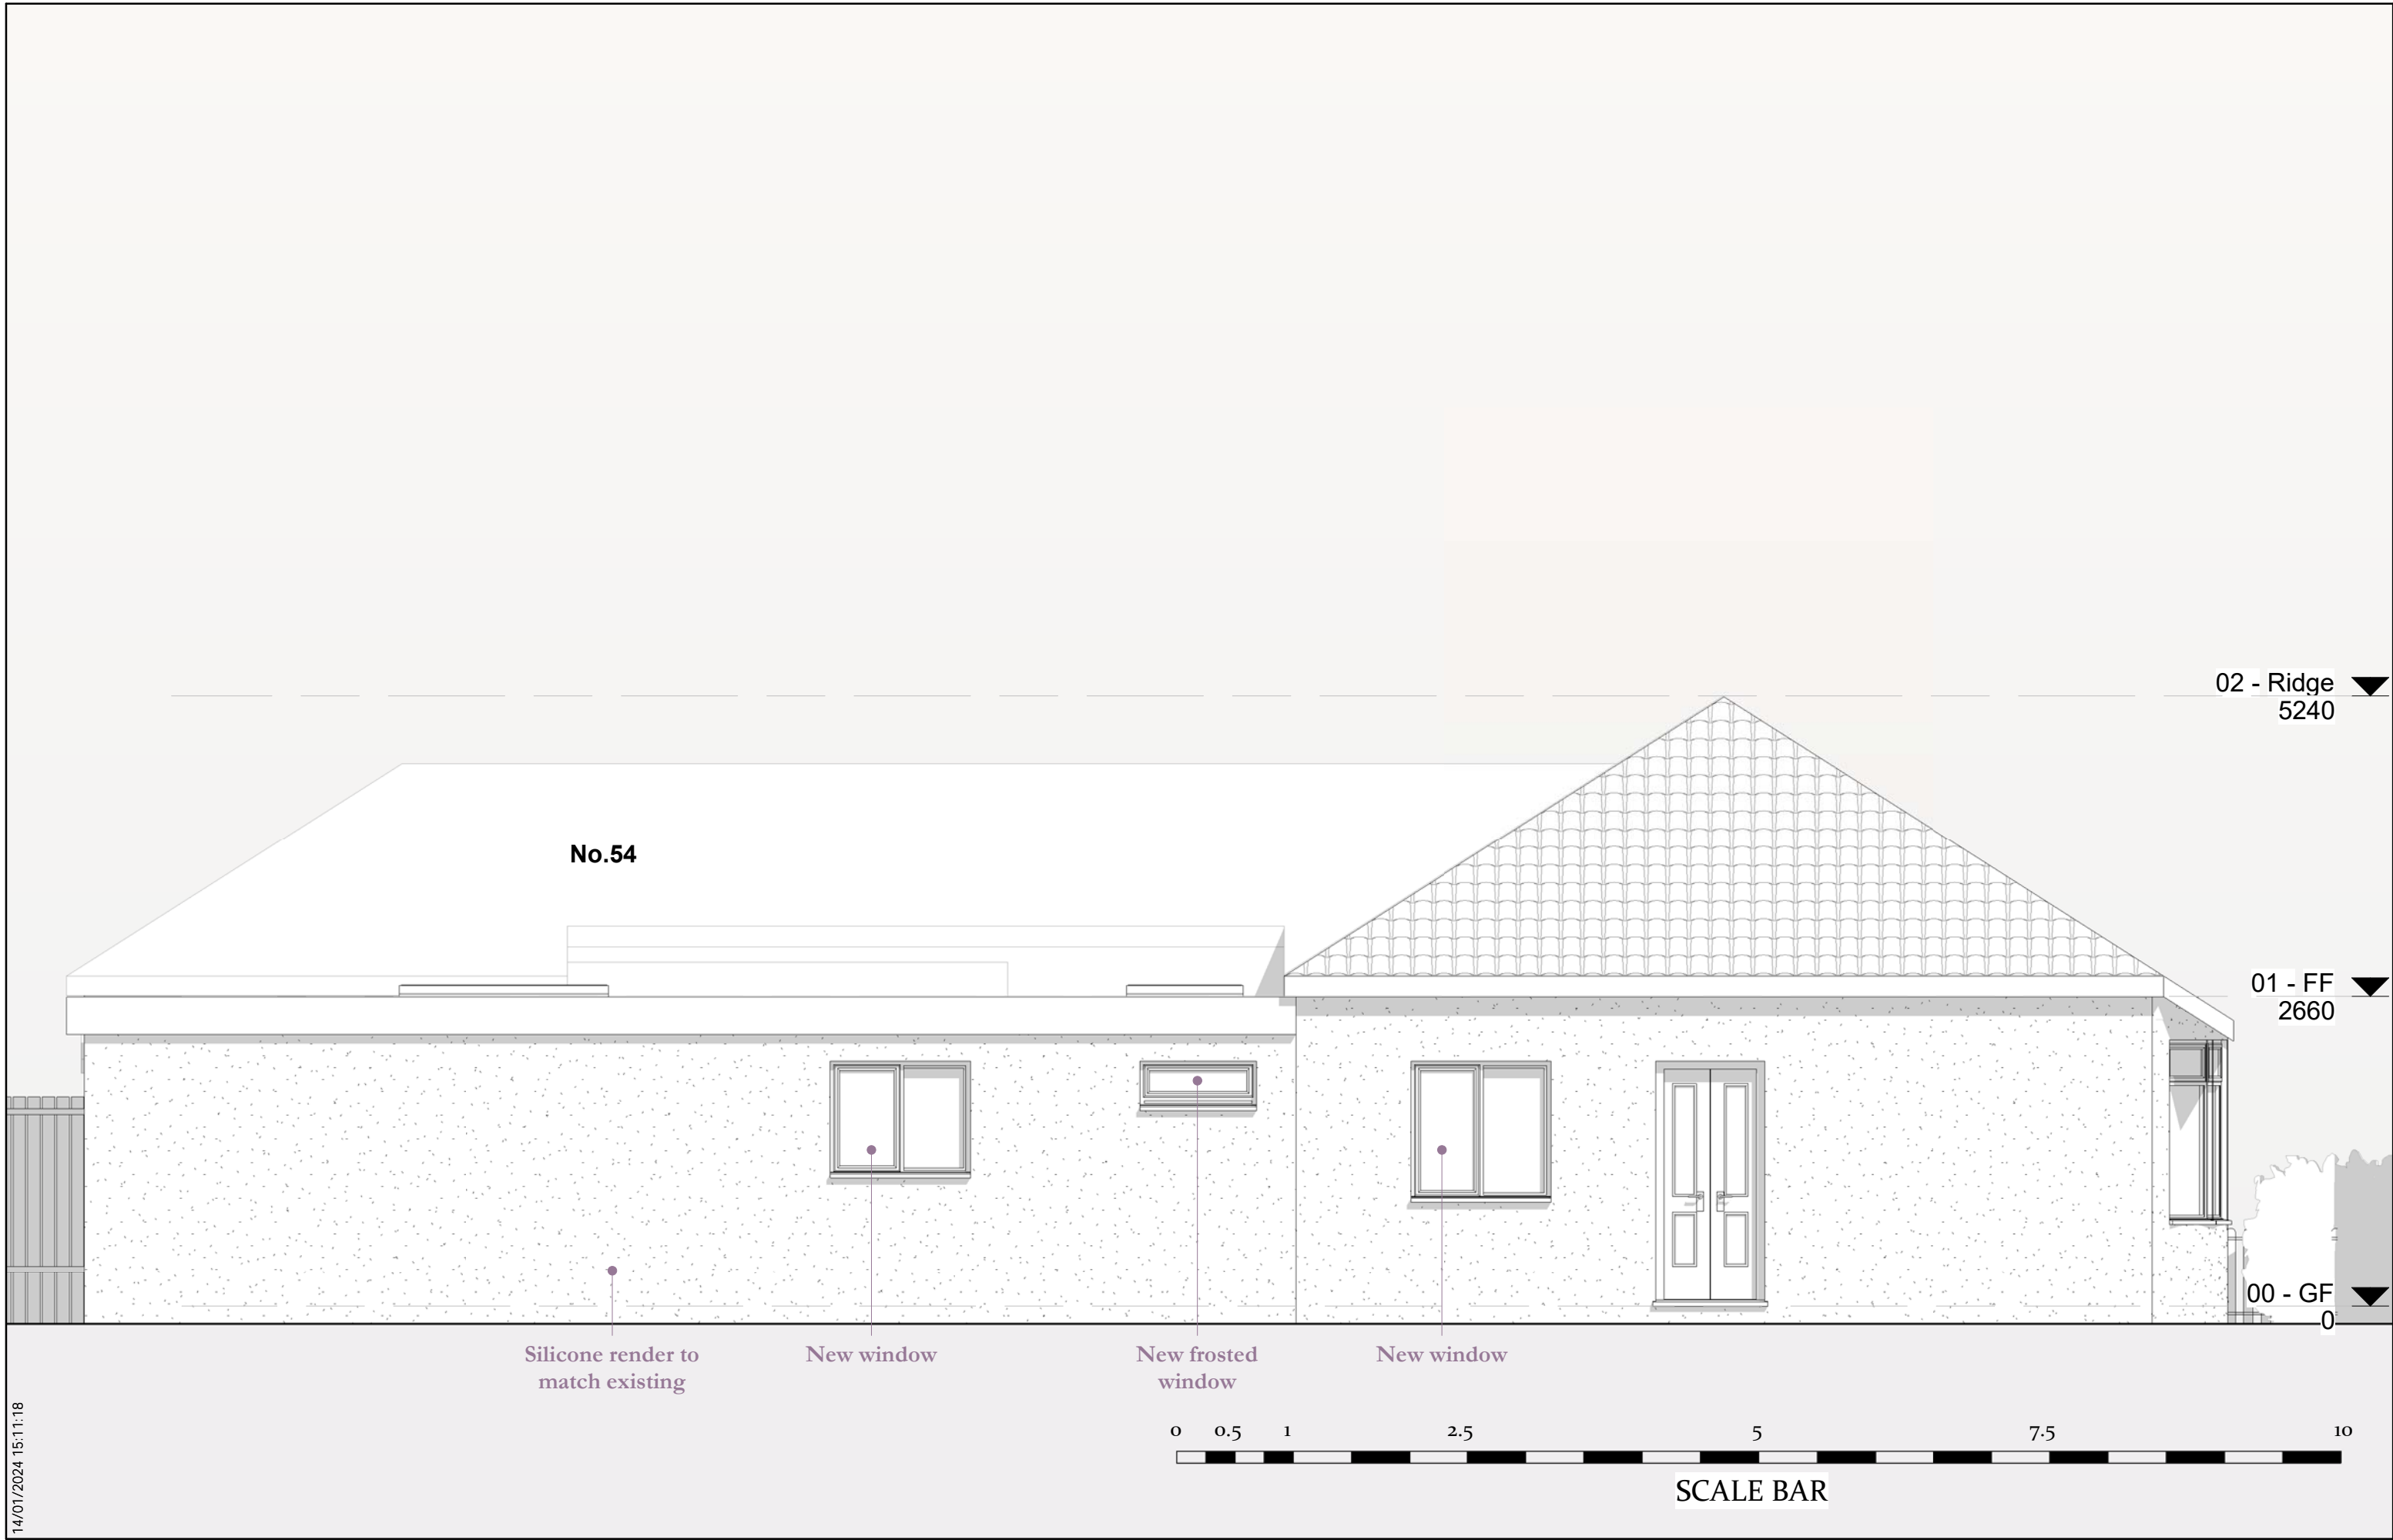 02 - Ridge
5240
No.54
01 - FF
2660
00 - GF
0
Silicone render to
match existing
New window
New frosted
window
New window
0 0.5 1 2.5 5 7.5 10
SCALE BAR
14/01/2024 15:11:18